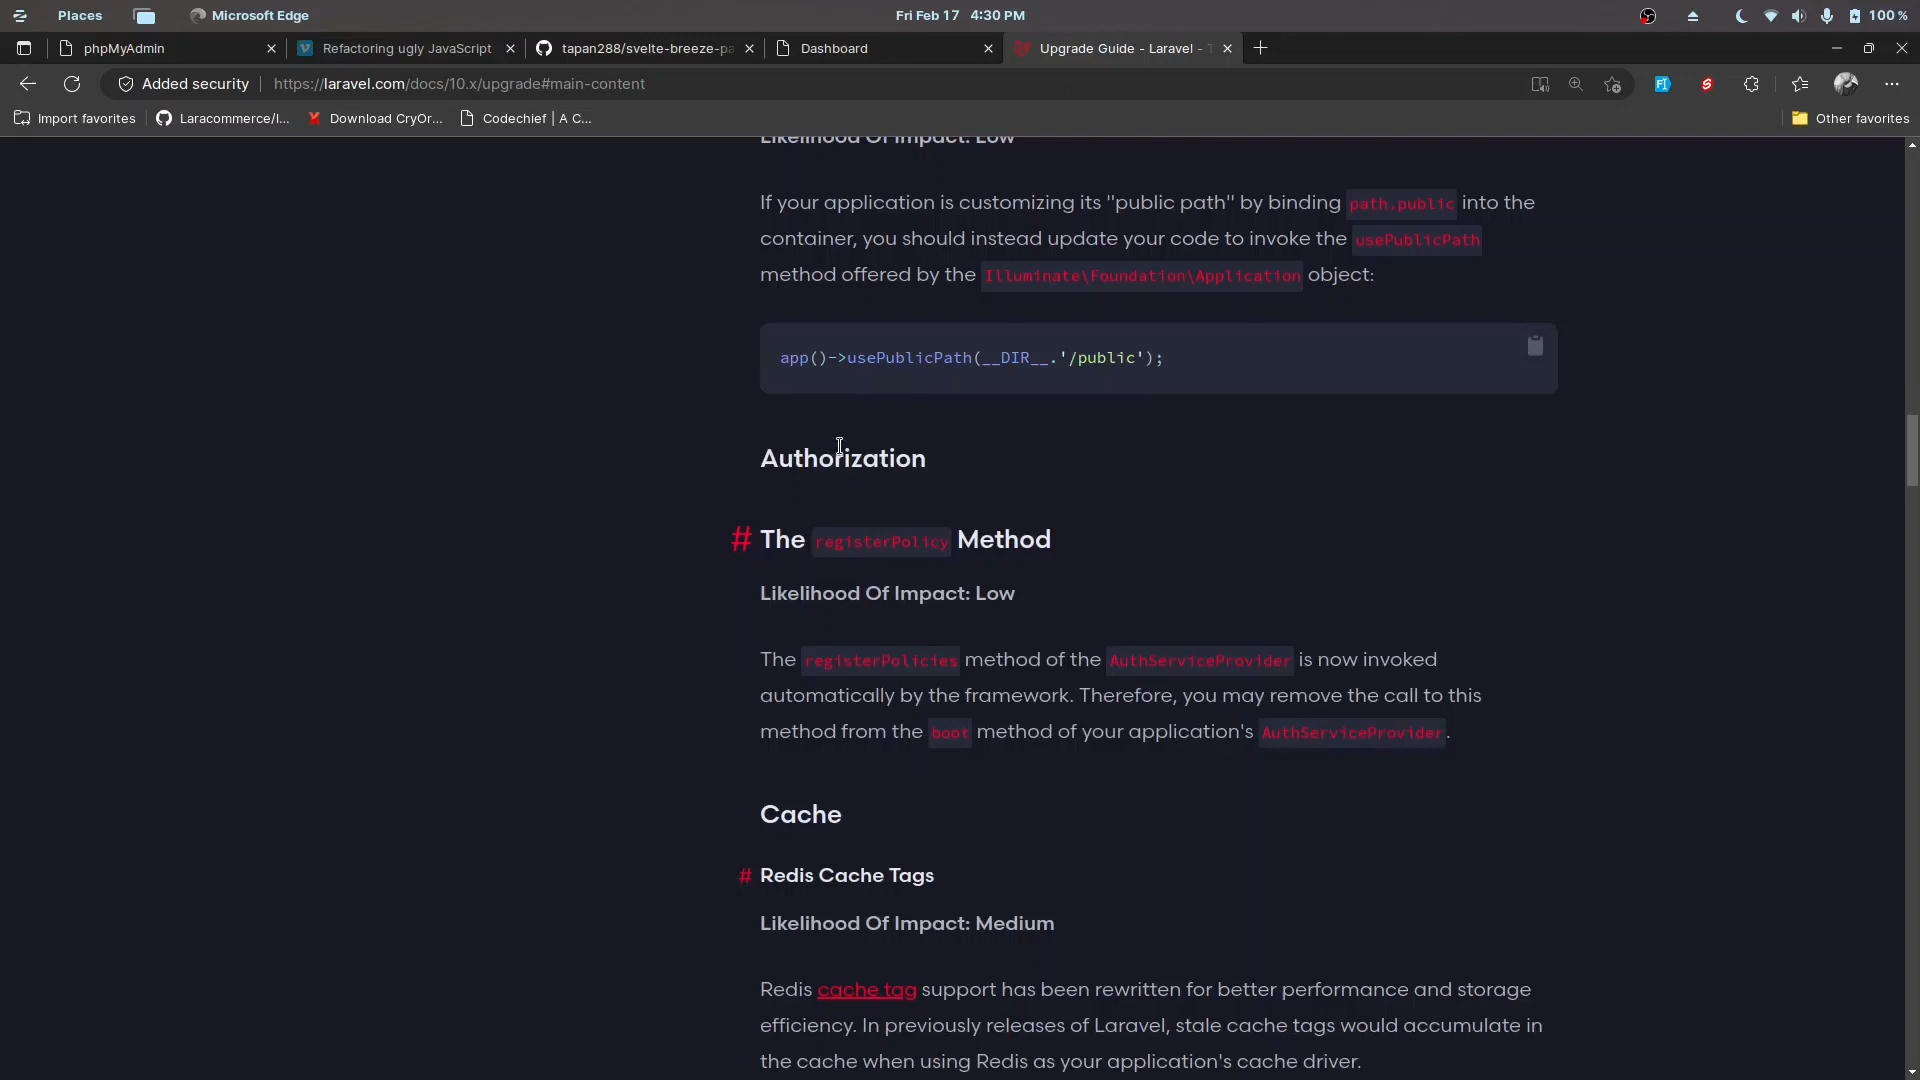 Places
Microsoft Edge
Fri Feb 17 4:30 PM
100 %
phpMyAdmin
Refactoring ugly JavaScript
tapan288/svelte-breeze-pa
Dashboard
Upgrade Guide - Laravel - T
Added security
https://laravel.com/docs/10.x/upgrade#main-content
Import favorites
Laracommerce/l...
Download CryOr...
Codechief | A C...
Other favorites
Likelihood Of Impact: Low
If your application is customizing its "public path" by binding path.public into the
container, you should instead update your code to invoke the usePublicPath
method offered by the Illuminate\Foundation\Application object:
app()->usePublicPath(__DIR__.'/public');
Authorization
# The registerPolicy Method
Likelihood Of Impact: Low
The registerPolicies method of the AuthServiceProvider is now invoked
automatically by the framework. Therefore, you may remove the call to this
method from the boot method of your application's AuthServiceProvider.
Cache
# Redis Cache Tags
Likelihood Of Impact: Medium
Redis cache tag support has been rewritten for better performance and storage
efficiency. In previously releases of Laravel, stale cache tags would accumulate in
the cache when using Redis as your application's cache driver.